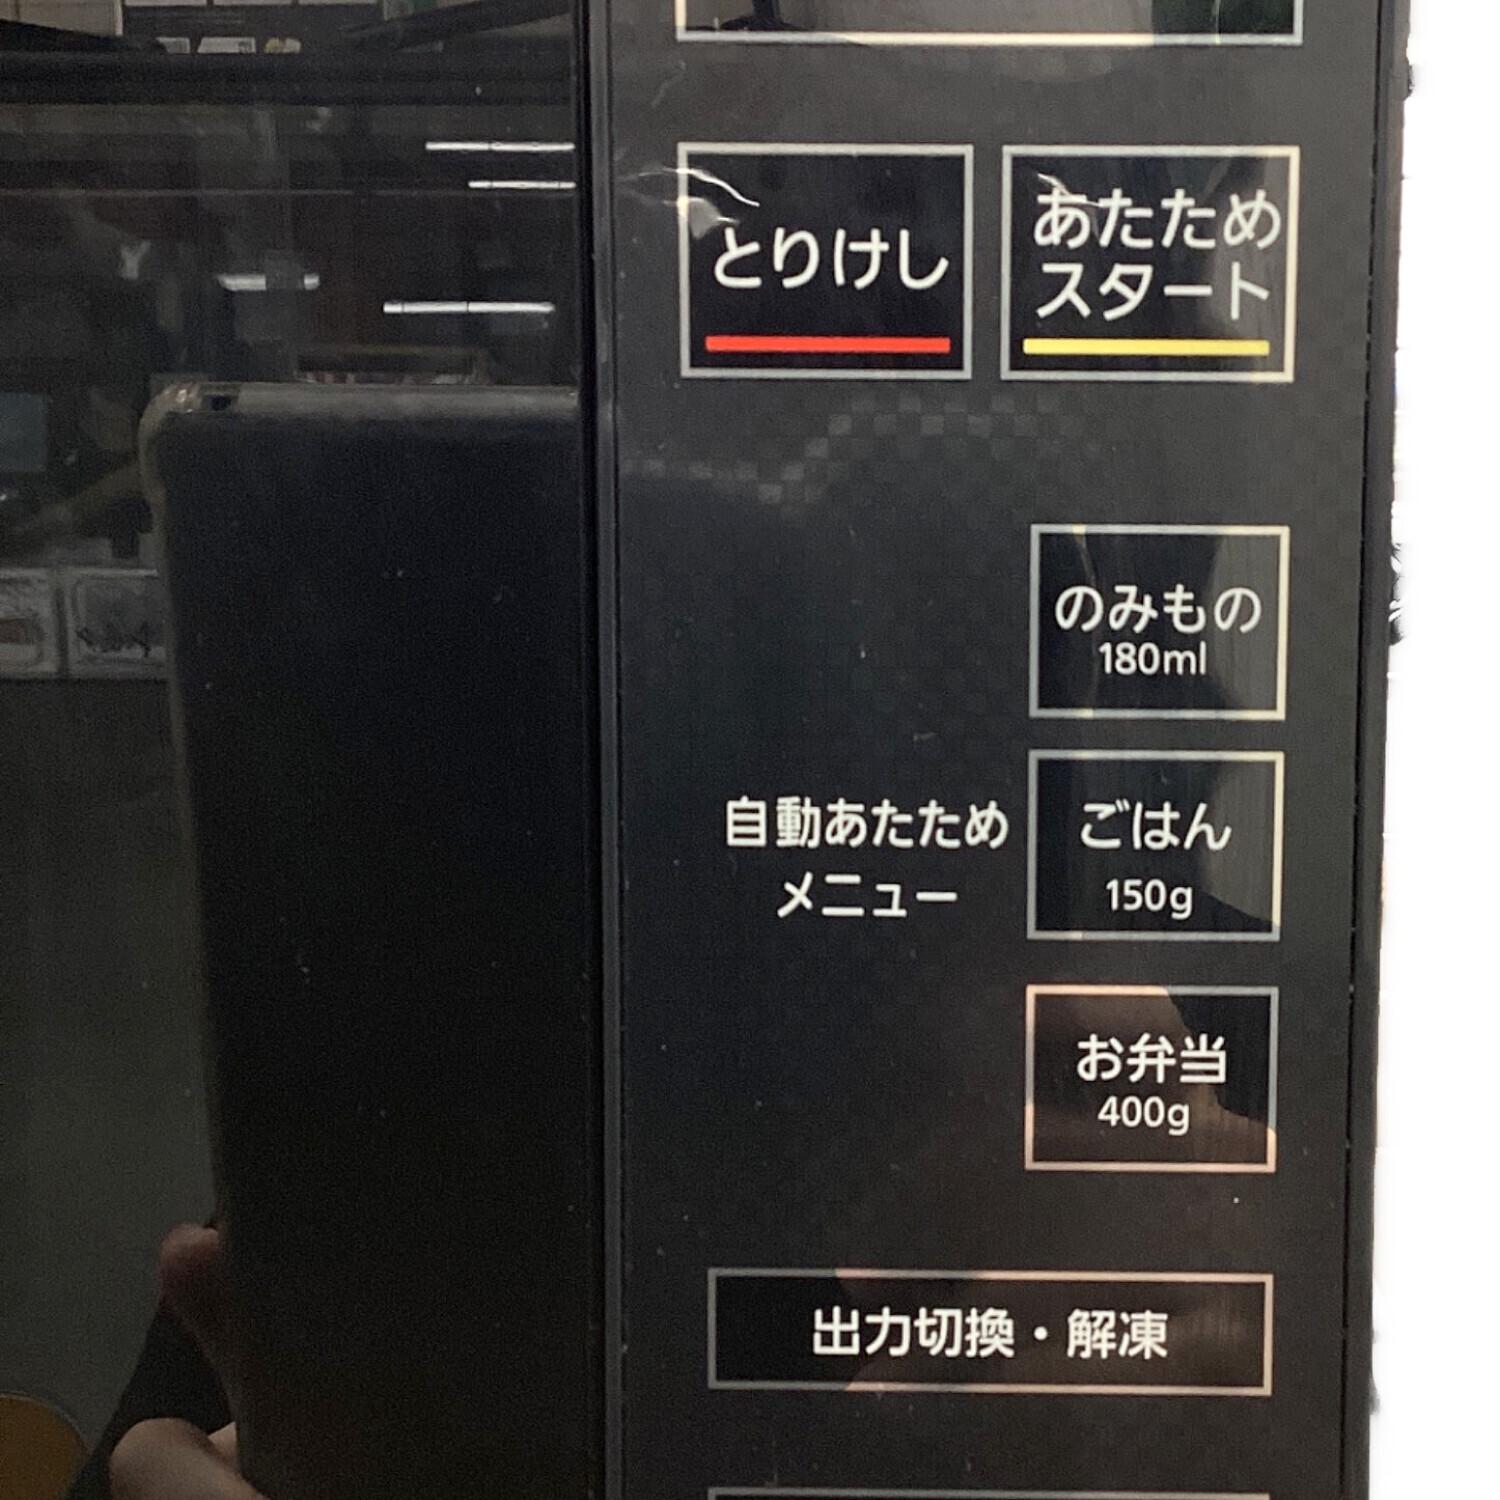 とりけし
あたため
スタート
のみもの
180ml
自動あたため
メニュー
ごはん
150g
お弁当
400g
出力切換・解凍